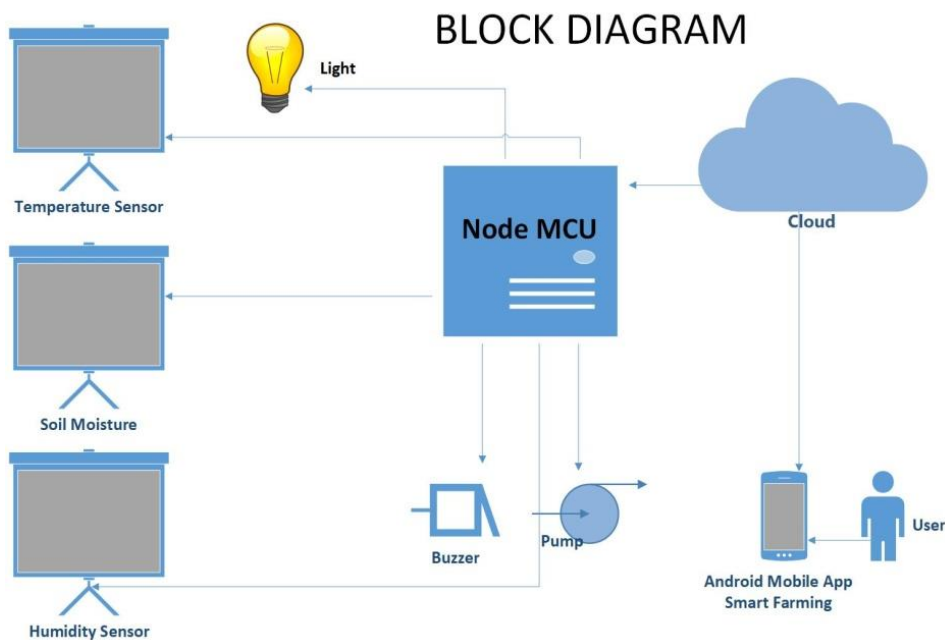 BLOCK DIAGRAM
Light
Temperature Sensor
Node MCU
Cloud
Soil Moisture
Buzzer
Pump
User
Android Mobile App
Smart Farming
Humidity Sensor